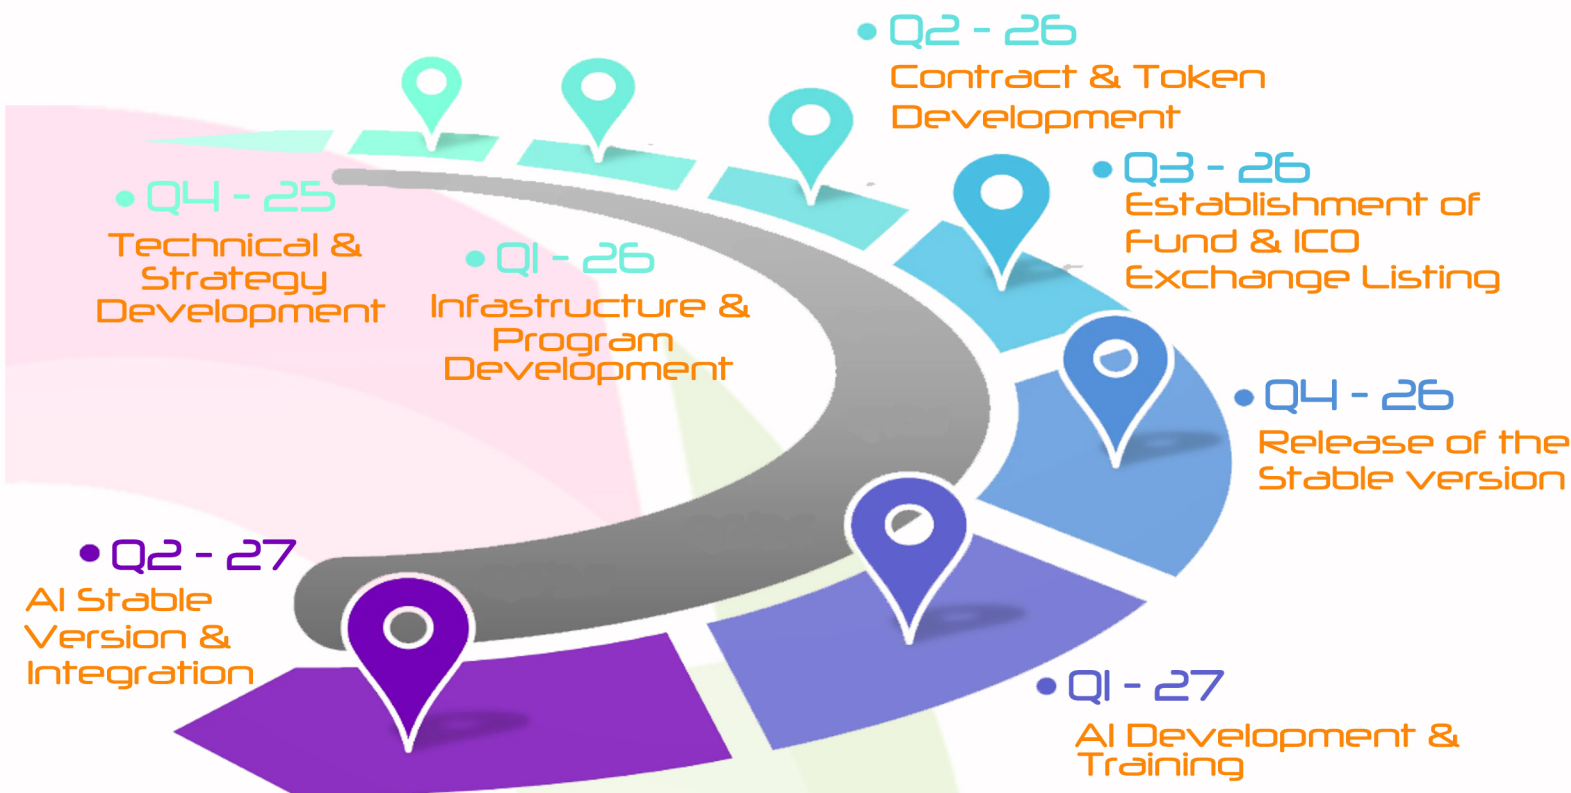 Q4 - 25
Technical &
Strategy
Development
Q1 - 26
Infastructure &
Program
Development
Q2 - 26
Contract & Token
Development
Q3 - 26
Establishment of
Fund & ICO
Exchange Listing
Q4 - 26
Release of the
Stable version
Q1 - 27
AI Development &
Training
Q2 - 27
AI Stable
Version &
Integration